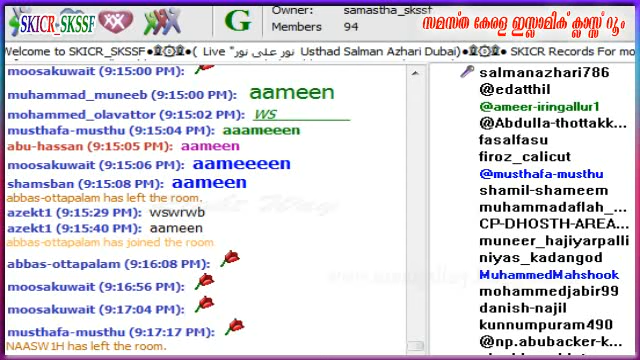 SKICR_SKSSF
G
Owner: samastha_skssf
Members 94
സമസ്ത കേരള ഇസ്ലാമിക് ക്ലാസ്സ് റൂം
Welcome to SKICR_SKSSF●۩۞۩●( Live "نور على نور" Usthad Salman Azhari Dubai)●۩۞۩● SKICR Records For mo
moosakuwait (9:15:00 PM):
muhammad_muneeb (9:15:00 PM): aameen
mohammed_olavattor (9:15:02 PM): WS
musthafa-musthu (9:15:04 PM): aaameeen
abu-hassan (9:15:05 PM): aameen
moosakuwait (9:15:06 PM): aameeeeen
shamsban (9:15:08 PM): aameen
abbas-ottapalam has left the room.
azekt1 (9:15:29 PM): wswrwb
azekt1 (9:15:40 PM): aameen
abbas-ottapalam has joined the room
abbas-ottapalam (9:16:08 PM):
moosakuwait (9:16:56 PM):
moosakuwait (9:17:04 PM):
musthafa-musthu (9:17:17 PM):
NAASW1H has left the room.
salmanazhari786
@edatthil
@ameer-iringallur1
@Abdulla-thottakk...
fasalfasu
firoz_calicut
@musthafa-musthu
shamil-shameem
muhammadaflah_...
CP-DHOSTH-AREA...
muneer_hajiyarpalli
niyas_kadangod
MuhammedMahshook
mohammedjabir99
danish-najil
kunnumpuram490
@np.abubacker-k...